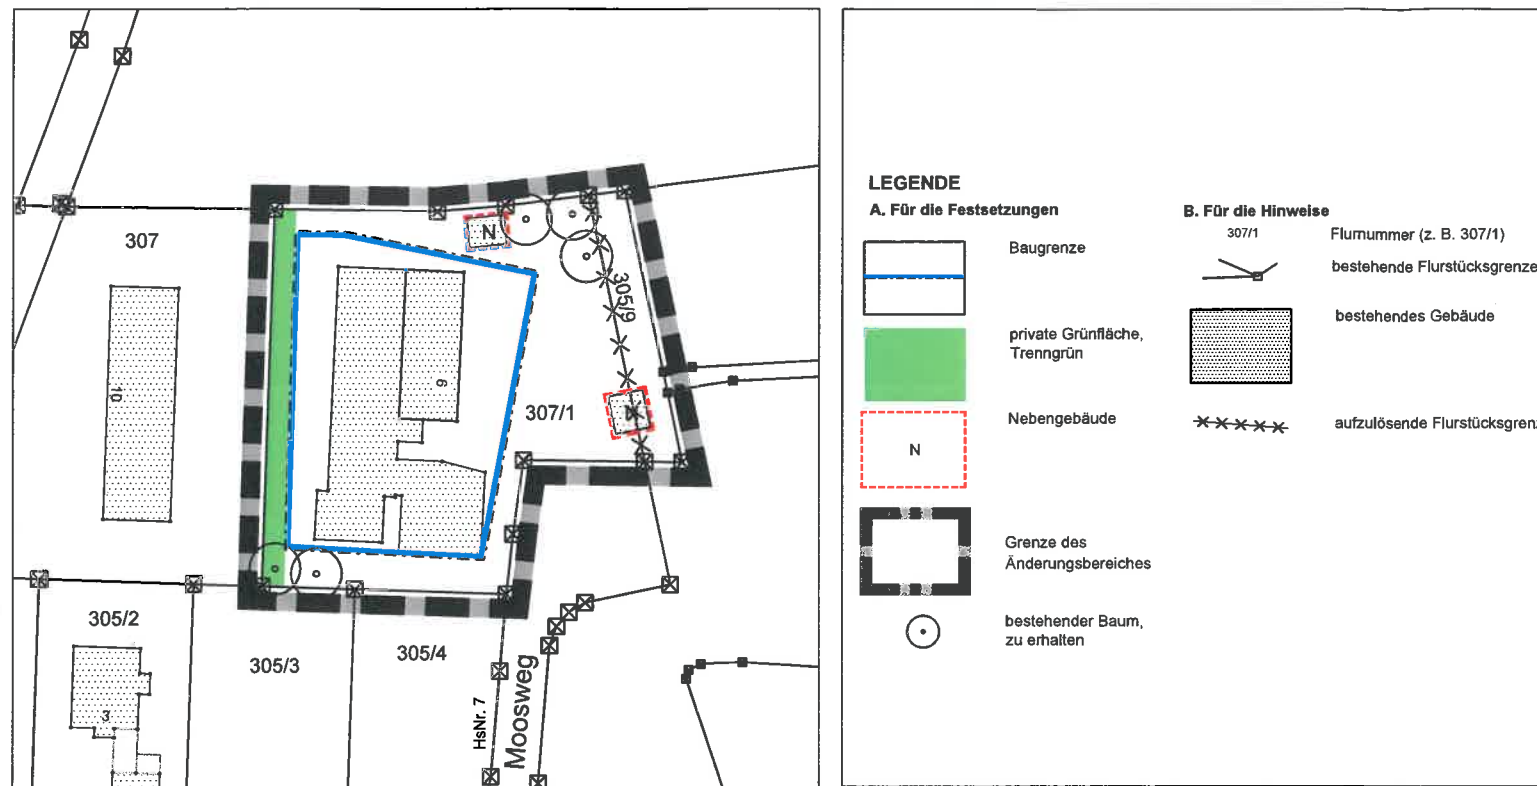 307
10
N
305/9
6
307/1
N
305/2
3
305/3
305/4
HsNr. 7
Moosweg
LEGENDE
A. Für die Festsetzungen
Baugrenze
private Grünfläche,
Trenngrün
Nebengebäude
N
Grenze des
Änderungsbereiches
bestehender Baum,
zu erhalten
B. Für die Hinweise
307/1
Flurnummer (z. B. 307/1)
bestehende Flurstücksgrenze
bestehendes Gebäude
aufzulösende Flurstücksgrenz